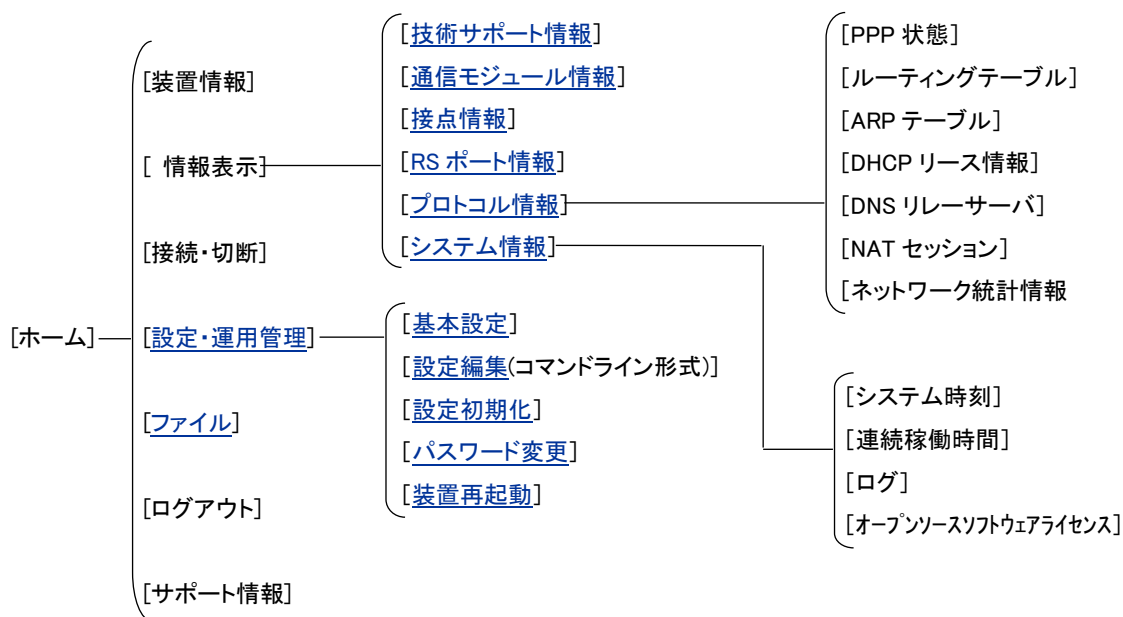 [ホーム]
[装置情報]
[ 情報表示]
[接続・切断]
[設定・運用管理]
[ファイル]
[ログアウト]
[サポート情報]
[技術サポート情報]
[通信モジュール情報]
[接点情報]
[RS ポート情報]
[プロトコル情報]
[システム情報]
[基本設定]
[設定編集(コマンドライン形式)]
[設定初期化]
[パスワード変更]
[装置再起動]
[PPP 状態]
[ルーティングテーブル]
[ARP テーブル]
[DHCP リース情報]
[DNS リレーサーバ]
[NAT セッション]
[ネットワーク統計情報
[システム時刻]
[連続稼働時間]
[ログ]
[オープンソースソフトウェアライセンス]